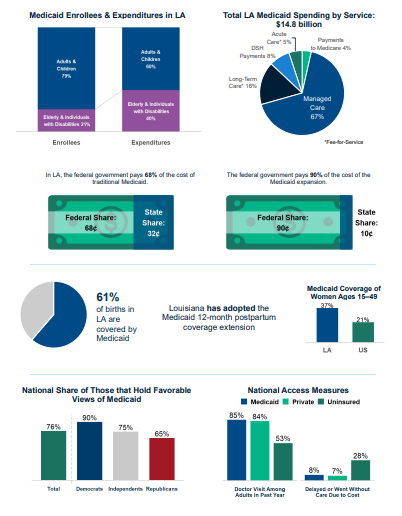 Medicaid Enrollees & Expenditures in LA
Adults &
Children
79%
Elderly & Individuals
with Disabilities 21%
Enrollees
Adults &
Children
60%
Elderly & Individuals
with Disabilities
40%
Expenditures
Total LA Medicaid Spending by Service:
$14.8 billion
Acute
Care* 5%
Payments
to Medicare 4%
DSH
Payments 8%
Long-Term
Care* 16%
Managed
Care
67%
*Fee-for-Service
In LA, the federal government pays 68% of the cost of
traditional Medicaid.
Federal Share:
68¢
State
Share:
32¢
The federal government pays 90% of the cost of the
Medicaid expansion.
Federal Share:
90¢
State
Share:
10¢
61%
of births in
LA are
covered by
Medicaid
Louisiana has adopted the
Medicaid 12-month postpartum
coverage extension
Medicaid Coverage of
Women Ages 15–49
37%
21%
LA
US
National Share of Those that Hold Favorable
Views of Medicaid
76%
90%
75%
65%
Total
Democrats
Independents
Republicans
National Access Measures
Medicaid
Private
Uninsured
85%
84%
53%
8%
7%
28%
Doctor Visit Among
Adults in Past Year
Delayed or Went Without
Care Due to Cost